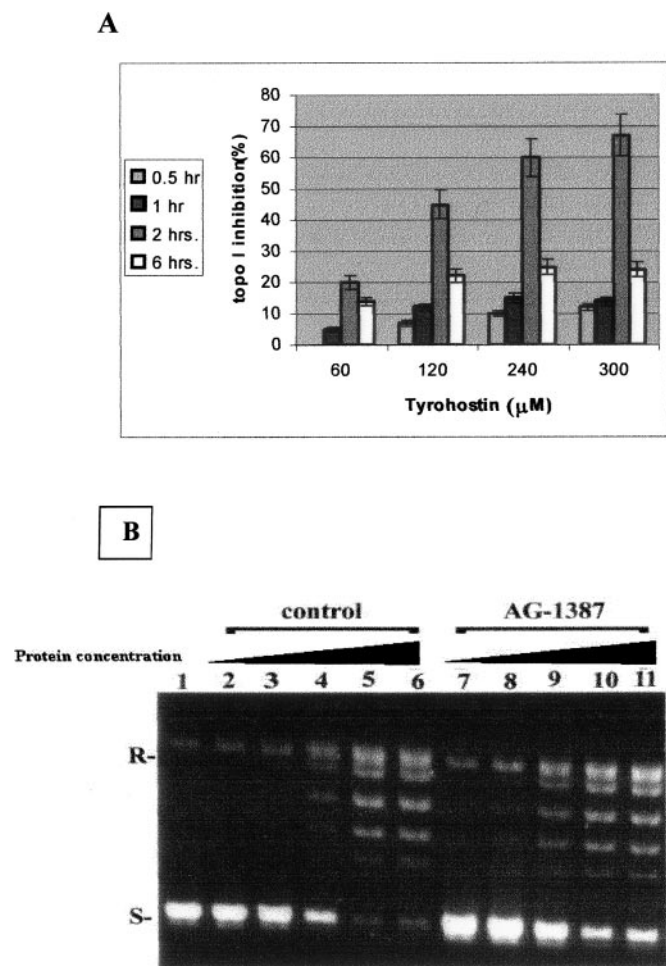 A
80
70
60
50
40
30
20
10
0
topo I inhibition(%)
0.5 hr
1 hr
2 hrs.
6 hrs.
60 120 240 300
Tyrohostin (μM)
B
control AG-1387
Protein concentration
1 2 3 4 5 6 7 8 9 10 11
R-
S-